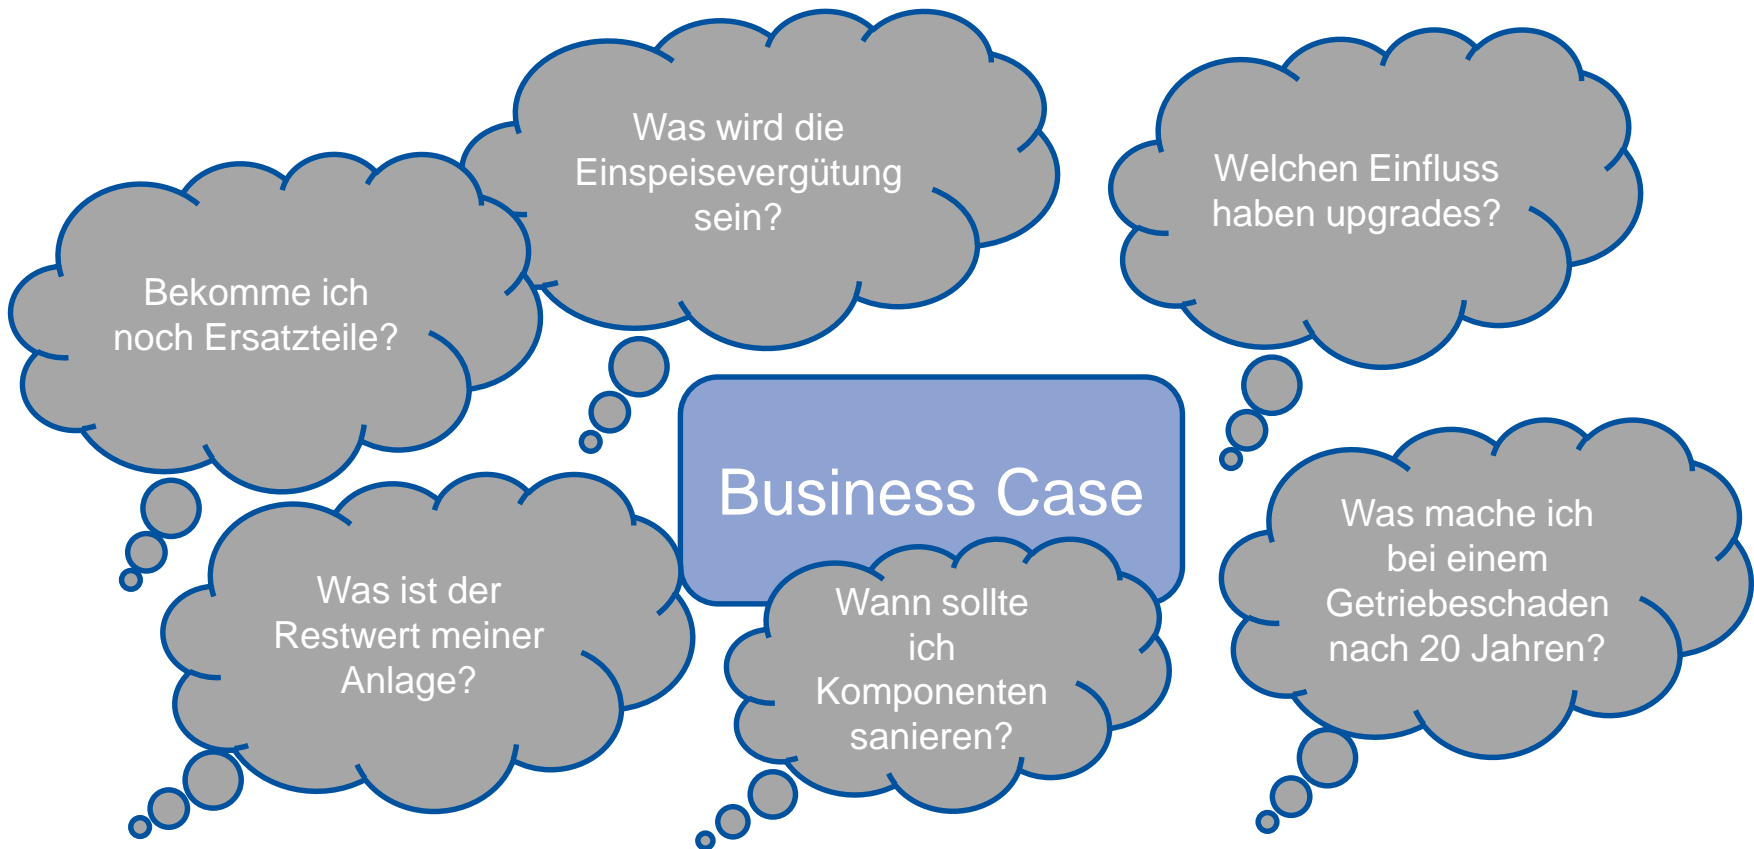 Was wird die
Einspeisevergütung
sein?
Welchen Einfluss
haben upgrades?
Bekomme ich
noch Ersatzteile?
Business Case
Was mache ich
bei einem
Getriebeschaden
nach 20 Jahren?
Was ist der
Restwert meiner
Anlage?
Wann sollte
ich
Komponenten
sanieren?